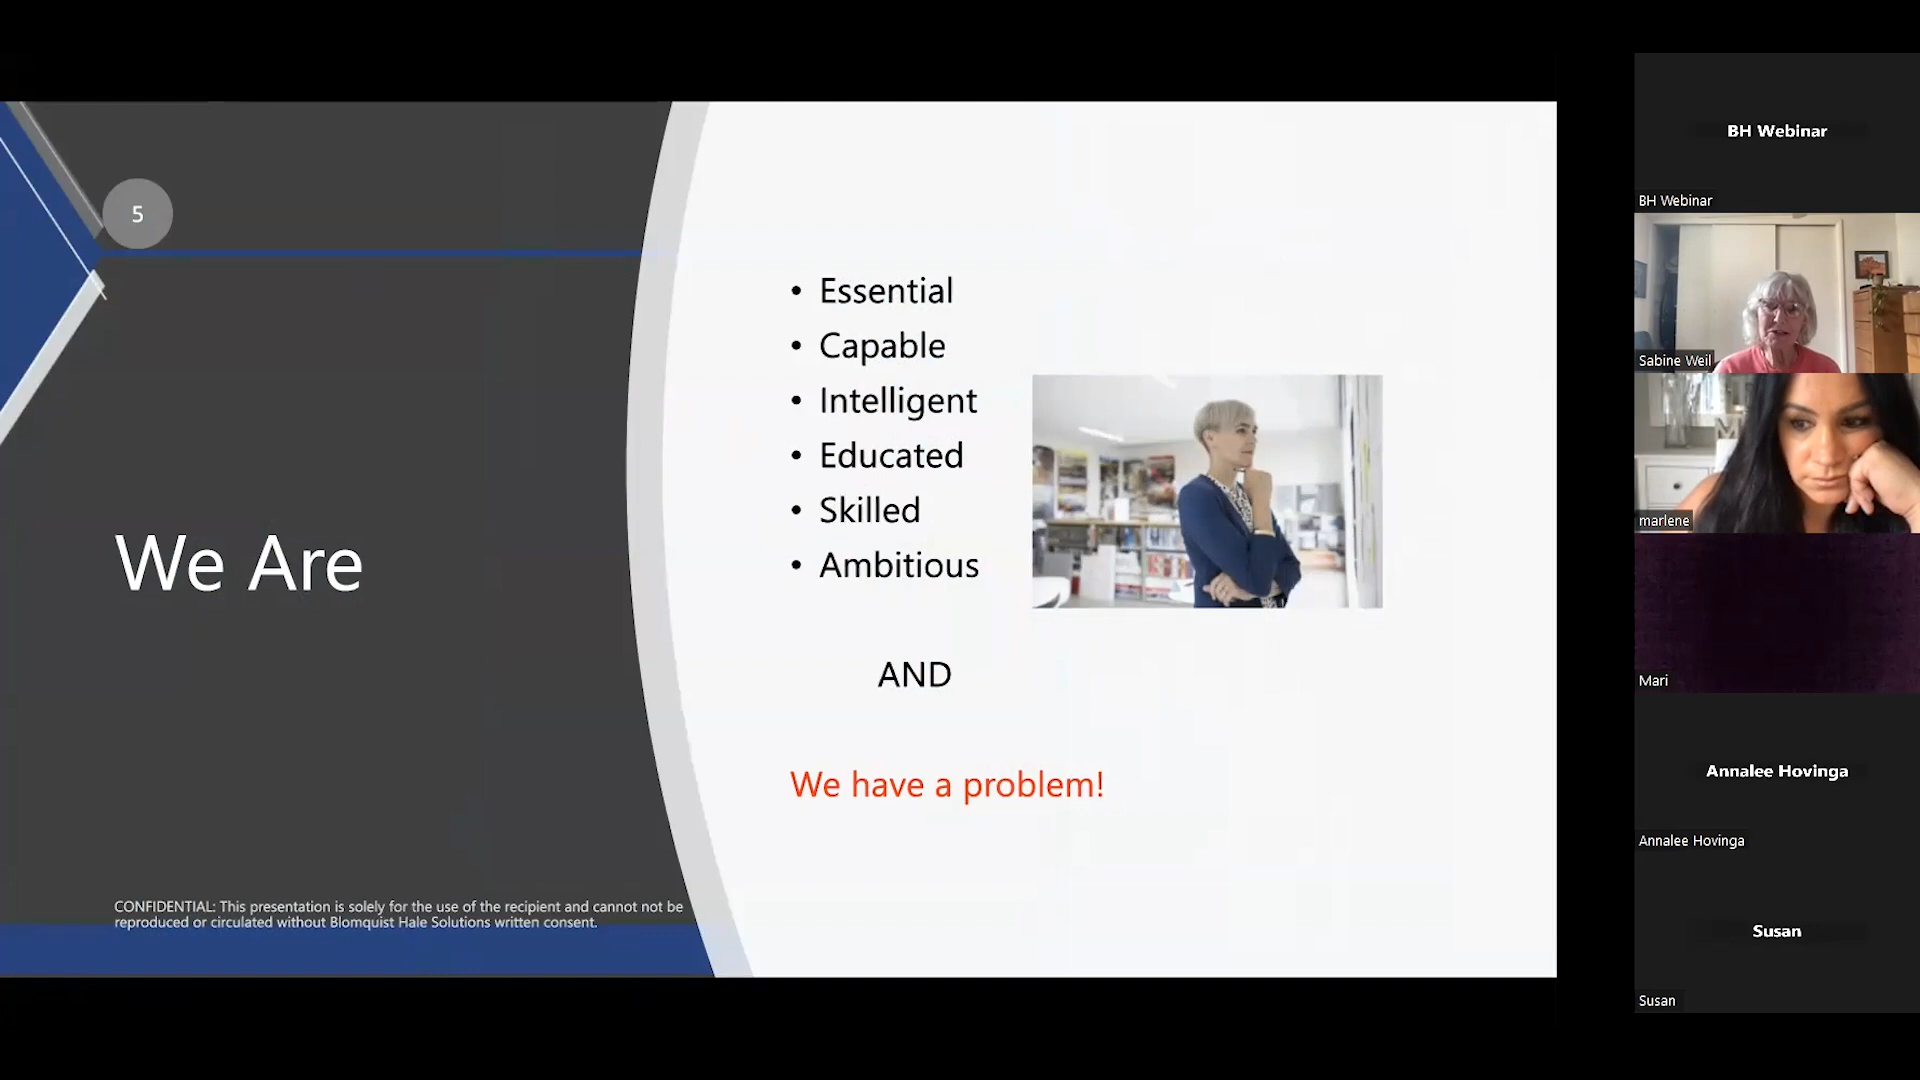 5
We Are
• Essential
• Capable
• Intelligent
• Educated
• Skilled
• Ambitious
AND
We have a problem!
CONFIDENTIAL: This presentation is solely for the use of the recipient and cannot not be
reproduced or circulated without Blomquist Hale Solutions written consent.
BH Webinar
BH Webinar
Sabine Weil
marlene
Mari
Annalee Hovinga
Annalee Hovinga
Susan
Susan